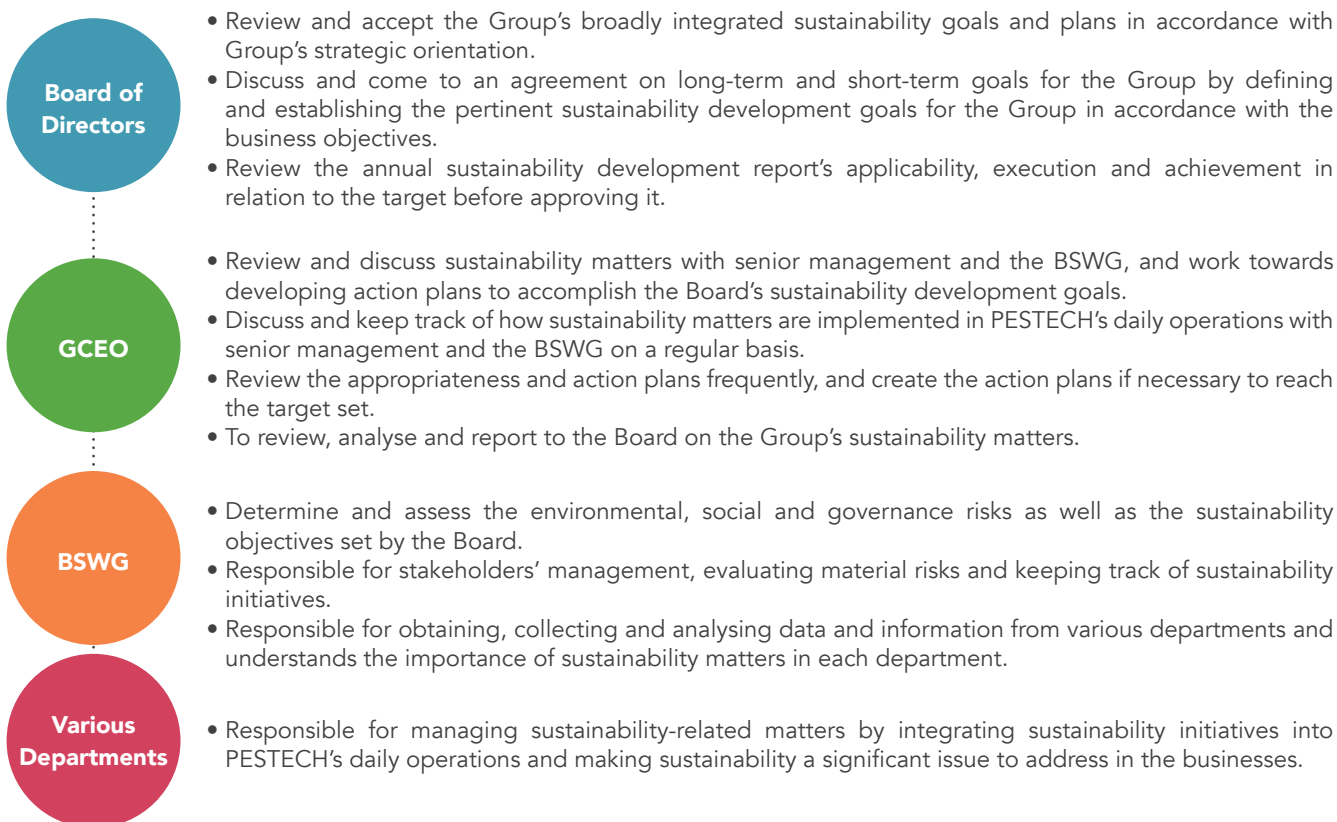 Board of
Directors
• Review and accept the Group’s broadly integrated sustainability goals and plans in accordance with
Group’s strategic orientation.
• Discuss and come to an agreement on long-term and short-term goals for the Group by defining
and establishing the pertinent sustainability development goals for the Group in accordance with the
business objectives.
• Review the annual sustainability development report’s applicability, execution and achievement in
relation to the target before approving it.
GCEO
• Review and discuss sustainability matters with senior management and the BSWG, and work towards
developing action plans to accomplish the Board’s sustainability development goals.
• Discuss and keep track of how sustainability matters are implemented in PESTECH’s daily operations with
senior management and the BSWG on a regular basis.
• Review the appropriateness and action plans frequently, and create the action plans if necessary to reach
the target set.
• To review, analyse and report to the Board on the Group’s sustainability matters.
BSWG
• Determine and assess the environmental, social and governance risks as well as the sustainability
objectives set by the Board.
• Responsible for stakeholders’ management, evaluating material risks and keeping track of sustainability
initiatives.
• Responsible for obtaining, collecting and analysing data and information from various departments and
understands the importance of sustainability matters in each department.
Various
Departments
• Responsible for managing sustainability-related matters by integrating sustainability initiatives into
PESTECH’s daily operations and making sustainability a significant issue to address in the businesses.